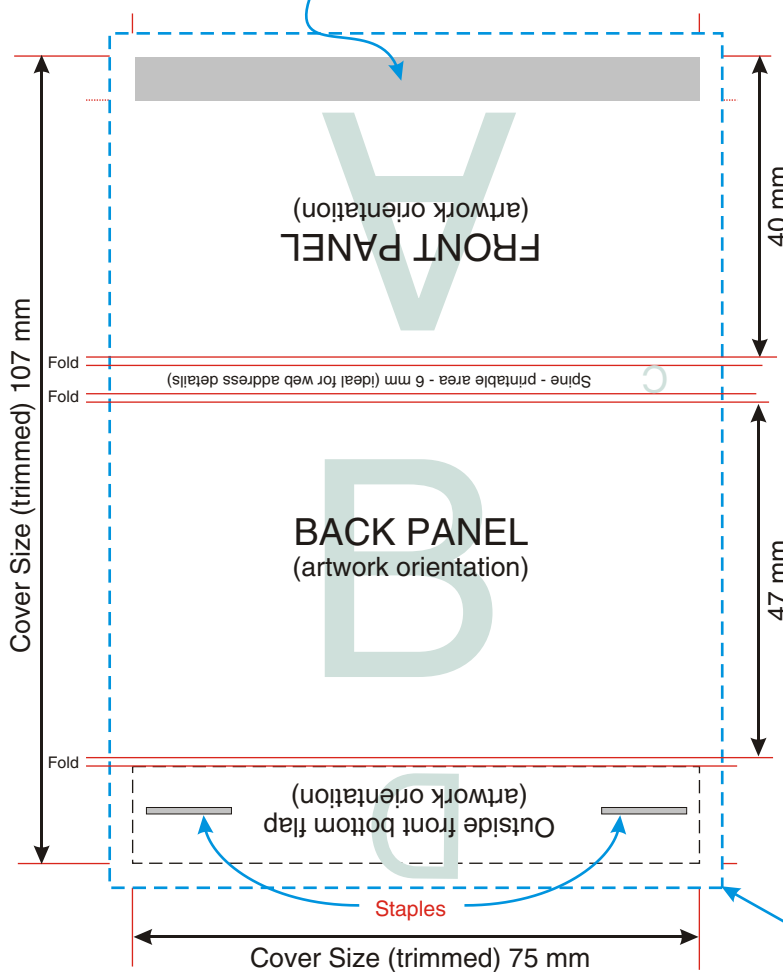 A
FRONT PANEL
(artwork orientation)
40 mm
Cover Size (trimmed) 107 mm
Fold
Spine - printable area - 6 mm (ideal for web address details)
C
Fold
B
BACK PANEL
(artwork orientation)
47 mm
Fold
D
Outside front bottom flap
(artwork orientation)
Staples
Cover Size (trimmed) 75 mm